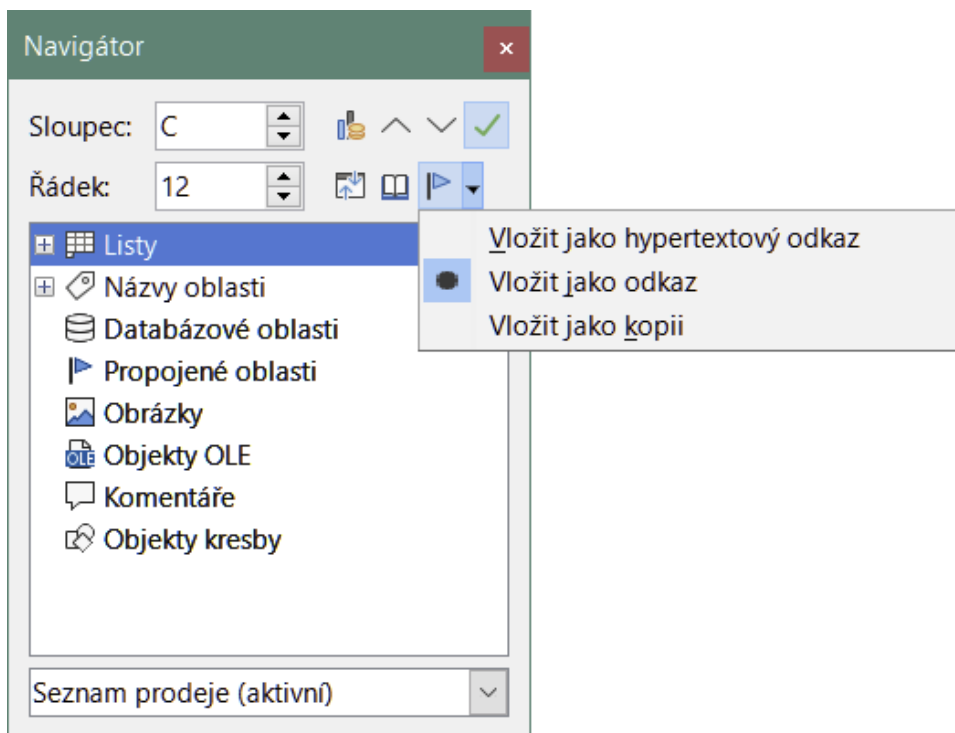 Navigátor
Sloupec: C
Řádek: 12
Vložit jako hypertextový odkaz
Vložit jako odkaz
Vložit jako kopii
Listy
Názvy oblasti
Databázové oblasti
Propojené oblasti
Obrázky
OLE Objekty OLE
Komentáře
Objekty kresby
Seznam prodeje (aktivní)